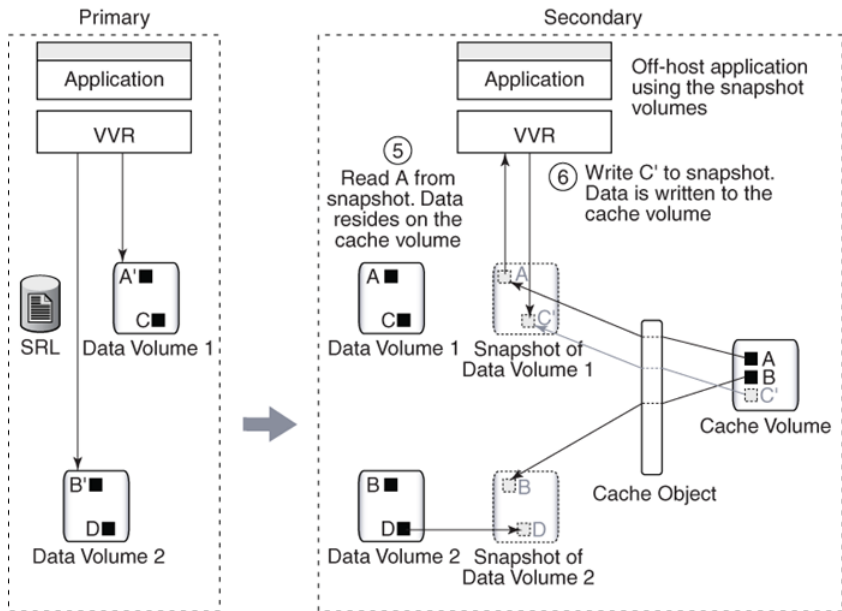 Primary
Secondary
Application
VVR
A'
C
SRL
Data Volume 1
B'
D
Data Volume 2
Application
Off-host application
using the snapshot
volumes
VVR
5
Read A from
snapshot. Data
resides on the
cache volume
6
Write C' to snapshot.
Data is written to the
cache volume
A
C
Data Volume 1
A
C'
Snapshot of
Data Volume 1
A
B
C'
Cache Volume
Cache Object
B
D
Data Volume 2
B
D
Snapshot of
Data Volume 2